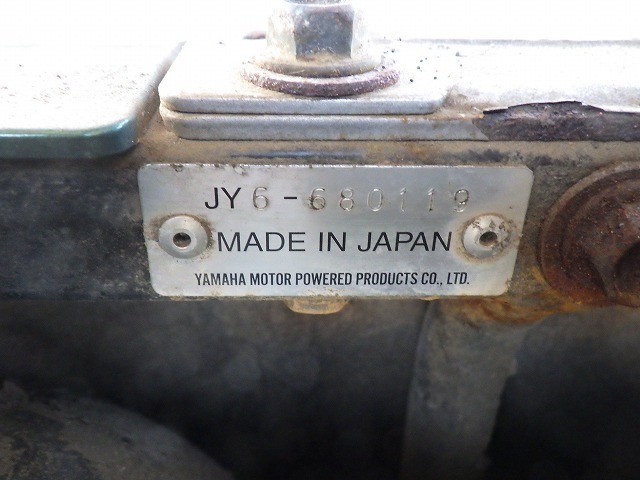 JY6-680119
MADE IN JAPAN
YAMAHA MOTOR POWERED PRODUCTS CO., LTD.